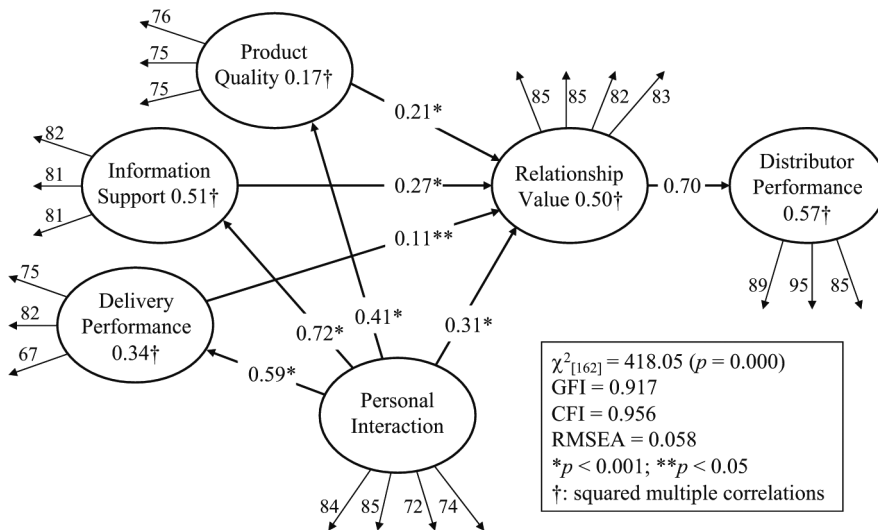 76
75
75
Product
Quality 0.17†
82
81
81
Information
Support 0.51†
75
82
67
Delivery
Performance
0.34†
0.21*
0.27*
0.11**
0.72*
0.41*
0.31*
0.59*
Personal
Interaction
84
85
72
74
85
85
82
83
Relationship
Value 0.50†
0.70
Distributor
Performance
0.57†
89
95
85
χ²[162] = 418.05 (p = 0.000)
GFI = 0.917
CFI = 0.956
RMSEA = 0.058
*p < 0.001; **p < 0.05
†: squared multiple correlations